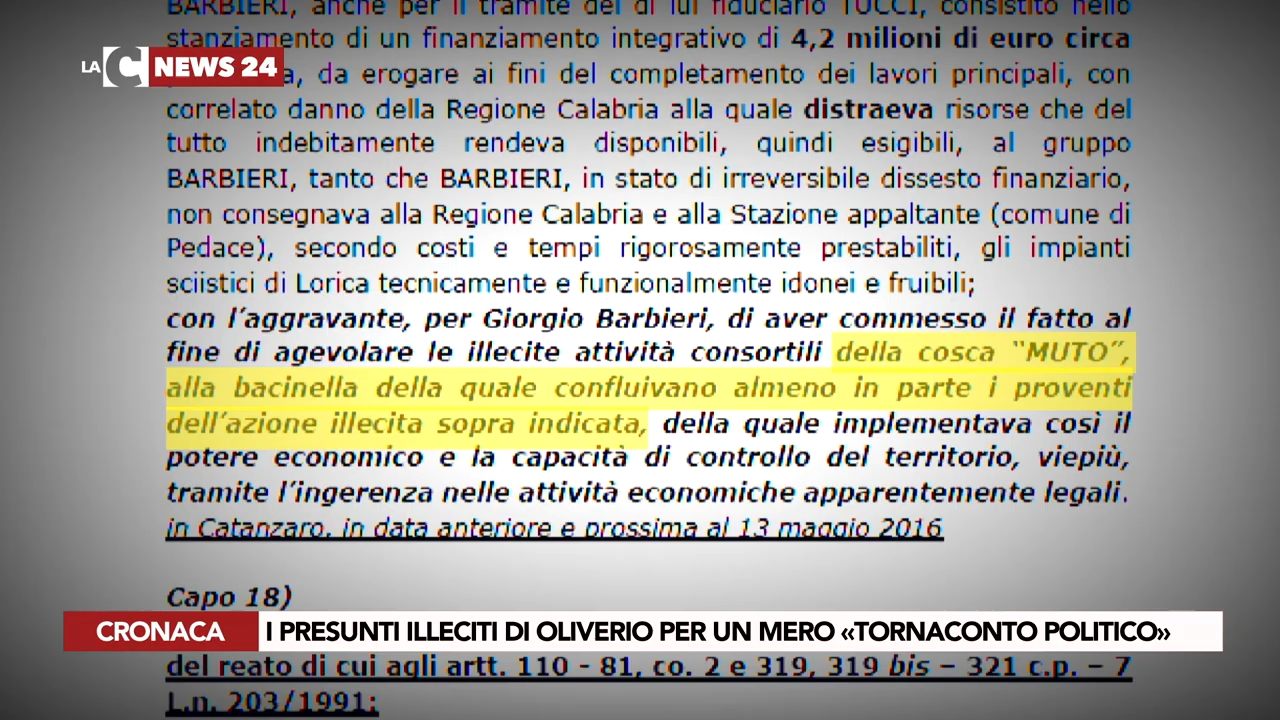 BARBIERI, anche per il tramite del di lui fiduciario TUCCI, consistito nello
stanziamento di un finanziamento integrativo di 4,2 milioni di euro circa
LAC NEWS 24
da erogare ai fini del completamento dei lavori principali, con
correlato danno della Regione Calabria alla quale distraeva risorse che del
tutto indebitamente rendeva disponibili, quindi esigibili, al gruppo
BARBIERI, tanto che BARBIERI, in stato di irreversibile dissesto finanziario,
non consegnava alla Regione Calabria e alla Stazione appaltante (comune di
Pedace), secondo costi e tempi rigorosamente prestabiliti, gli impianti
sciistici di Lorica tecnicamente e funzionalmente idonei e fruibili;
con l'aggravante, per Giorgio Barbieri, di aver commesso il fatto al
fine di agevolare le illecite attività consortili della cosca "MUTO",
alla bacinella della quale confluivano almeno in parte i proventi
dell'azione illecita sopra indicata, della quale implementava così il
potere economico e la capacità di controllo del territorio, viepiù,
tramite l'ingerenza nelle attività economiche apparentemente legali.
in Catanzaro, in data anteriore e prossima al 13 maggio 2016
Capo 18)
CRONACA I PRESUNTI ILLECITI DI OLIVERIO PER UN MERO «TORNACONTO POLITICO»
del reato di cui agli artt. 110 - 81, co. 2 e 319, 319 bis – 321 c.p. – 7
L.n. 203/1991;